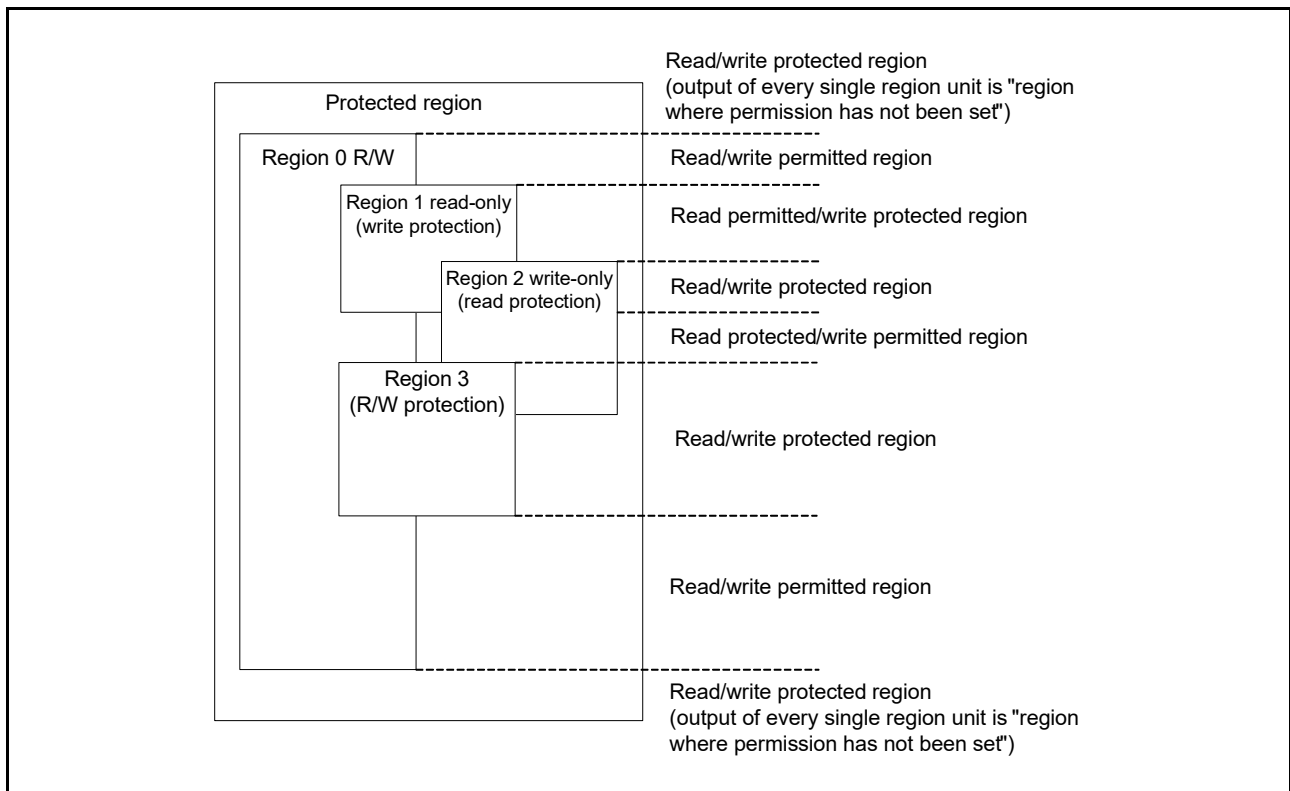 Read/write protected region
(output of every single region unit is "region
where permission has not been set")
Protected region
Region 0 R/W
Read/write permitted region
Region 1 read-only
(write protection)
Read permitted/write protected region
Region 2 write-only
(read protection)
Read/write protected region
Read protected/write permitted region
Region 3
(R/W protection)
Read/write protected region
Read/write permitted region
Read/write protected region
(output of every single region unit is "region
where permission has not been set")